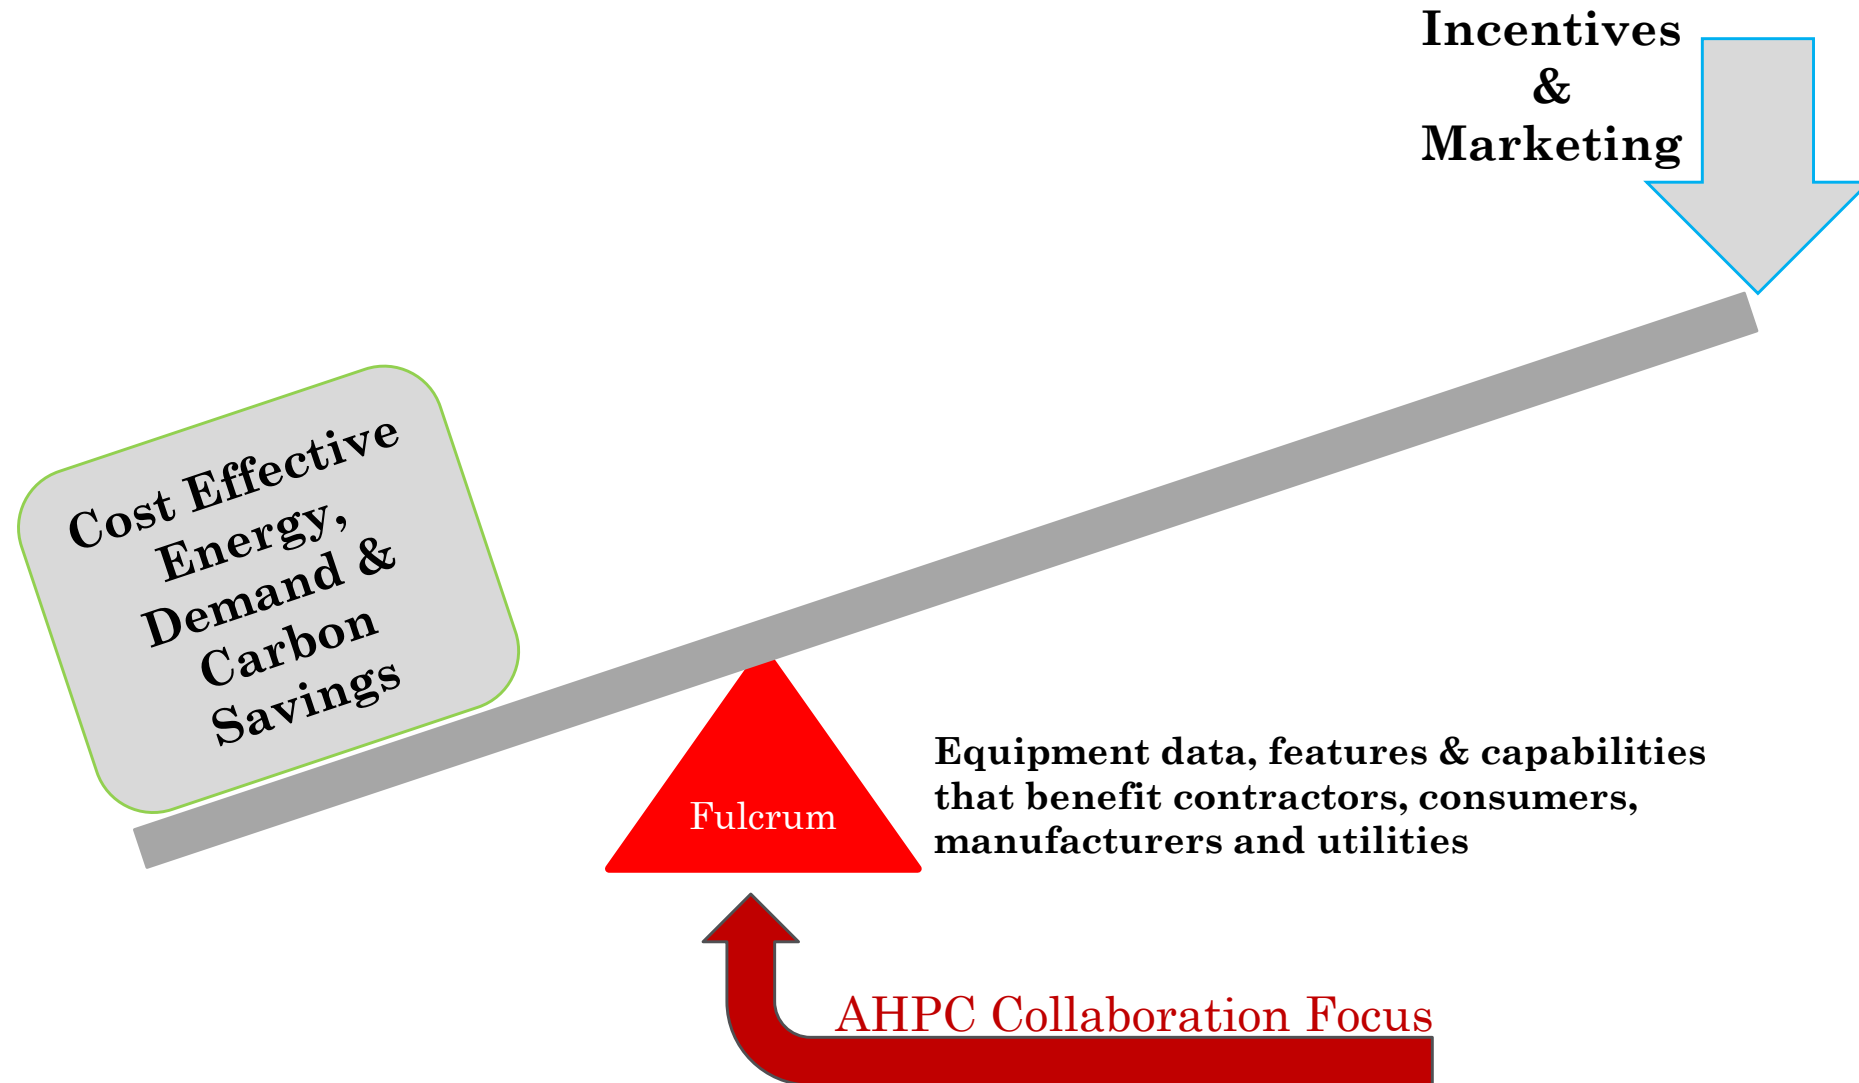 Incentives
&
Marketing
Cost Effective
Energy,
Demand &
Carbon
Savings
Fulcrum
Equipment data, features & capabilities
that benefit contractors, consumers,
manufacturers and utilities
AHPC Collaboration Focus